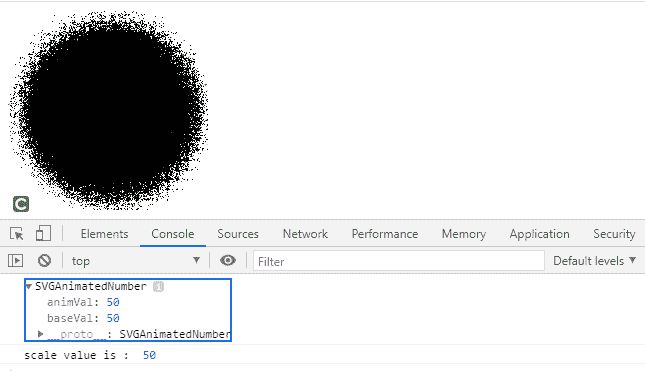 Elements Console Sources Network Performance Memory Application Security
top Filter Default levels
SVGAnimatedNumber i
animVal: 50
baseVal: 50
__proto__: SVGAnimatedNumber
scale value is : 50